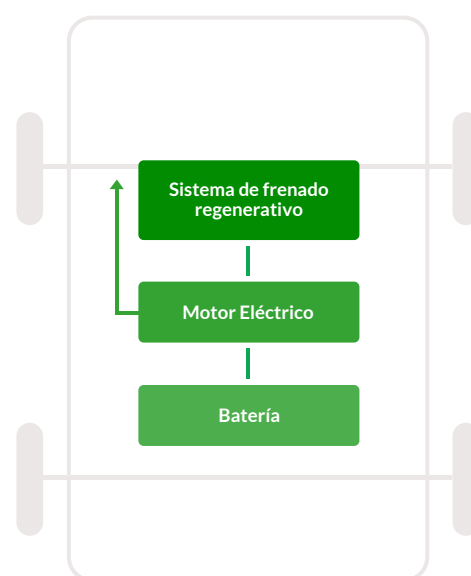 Sistema de frenado
regenerativo
Motor Eléctrico
Batería